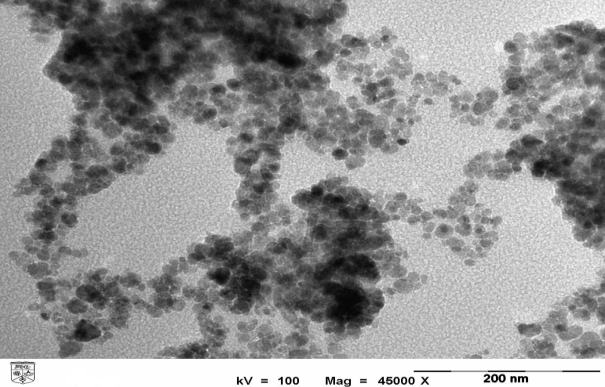 kV = 100 Mag = 45000 X 200 nm